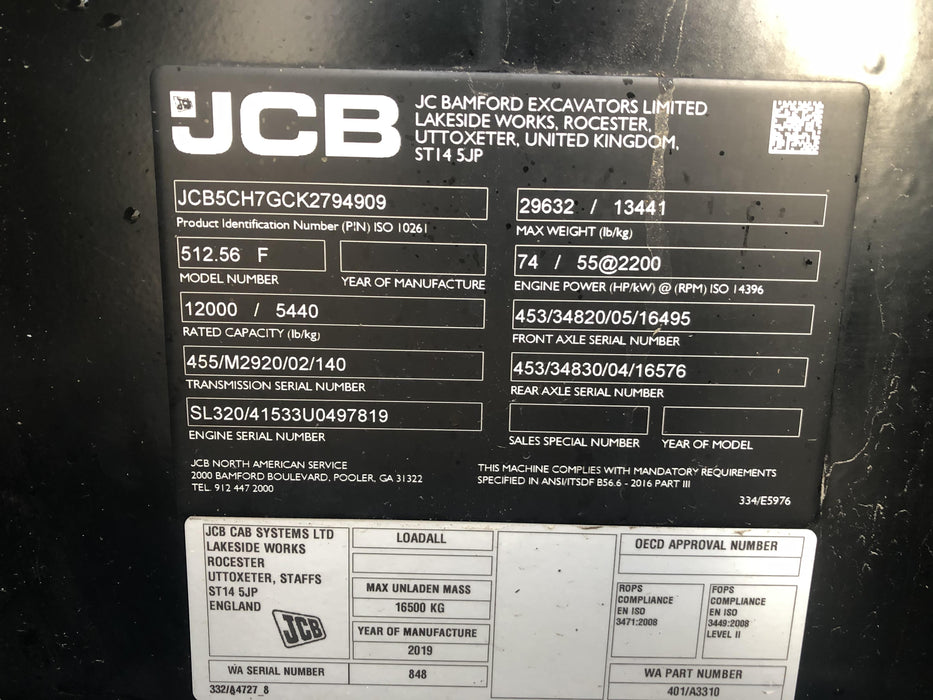 JCB
JC BAMFORD EXCAVATORS LIMITED
LAKESIDE WORKS, ROCESTER,
UTTOXETER, UNITED KINGDOM,
ST14 5JP
JCB5CH7GCK2794909
Product Identification Number (PIN) ISO 10261
512.56 F
MODEL NUMBER
YEAR OF MANUFACTURE
12000 / 5440
RATED CAPACITY (lb/kg)
455/M2920/02/140
TRANSMISSION SERIAL NUMBER
SL320/41533U0497819
ENGINE SERIAL NUMBER
29632 / 13441
MAX WEIGHT (lb/kg)
74 / 55@2200
ENGINE POWER (HP/kW) @ (RPM) ISO 14396
453/34820/05/16495
FRONT AXLE SERIAL NUMBER
453/34830/04/16576
REAR AXLE SERIAL NUMBER
SALES SPECIAL NUMBER
YEAR OF MODEL
JCB NORTH AMERICAN SERVICE
2000 BAMFORD BOULEVARD, POOLER, GA 31322
TEL. 912 447 2000
THIS MACHINE COMPLIES WITH MANDATORY REQUIREMENTS
SPECIFIED IN ANSI/ITSDF B56.6 - 2016 PART III
334/E5976
JCB CAB SYSTEMS LTD
LAKESIDE WORKS
ROCESTER
UTTOXETER, STAFFS
ST14 5JP
ENGLAND
JCB
WA SERIAL NUMBER
332/A4727_8
LOADALL
MAX UNLADEN MASS
16500 KG
YEAR OF MANUFACTURE
2019
848
OECD APPROVAL NUMBER
ROPS
COMPLIANCE
EN ISO
3471:2008
FOPS
COMPLIANCE
EN ISO
3449:2008
LEVEL II
WA PART NUMBER
401/A3310